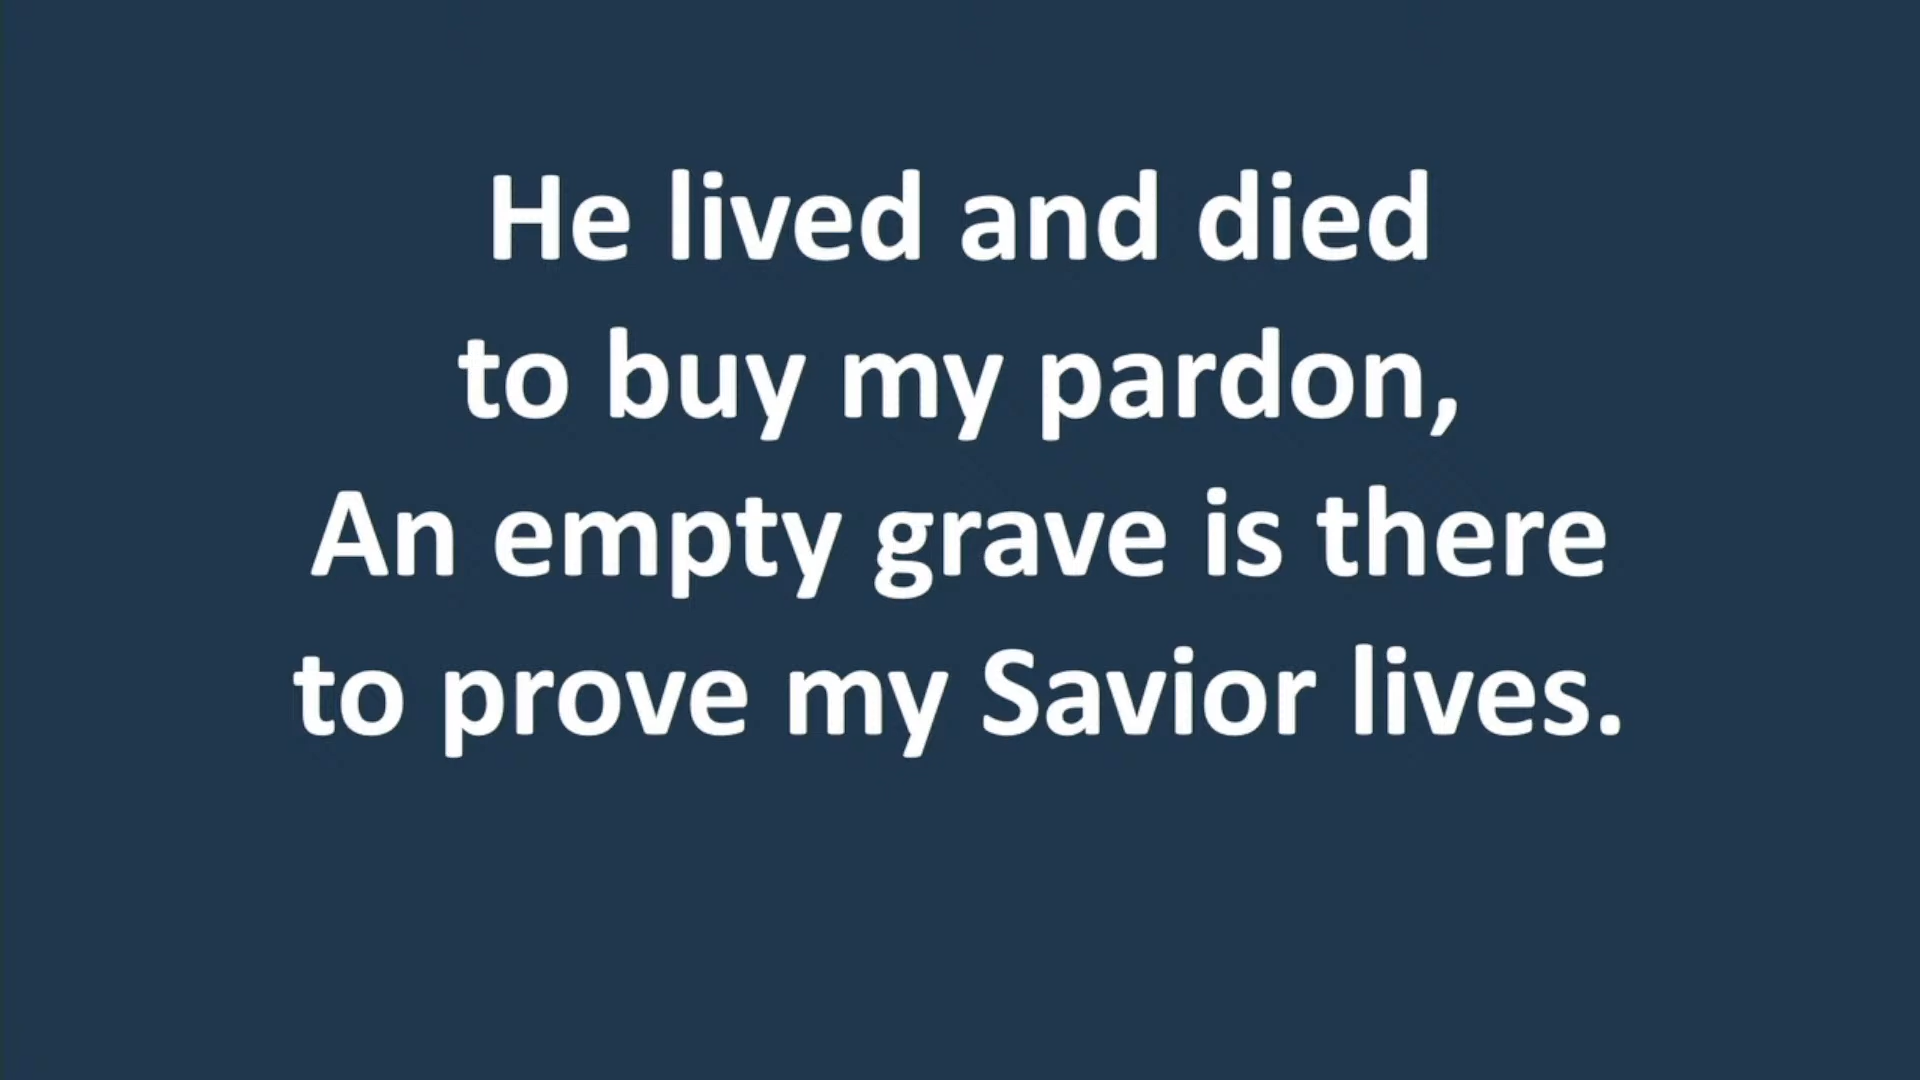 He lived and died
to buy my pardon,
An empty grave is there
to prove my Savior lives.